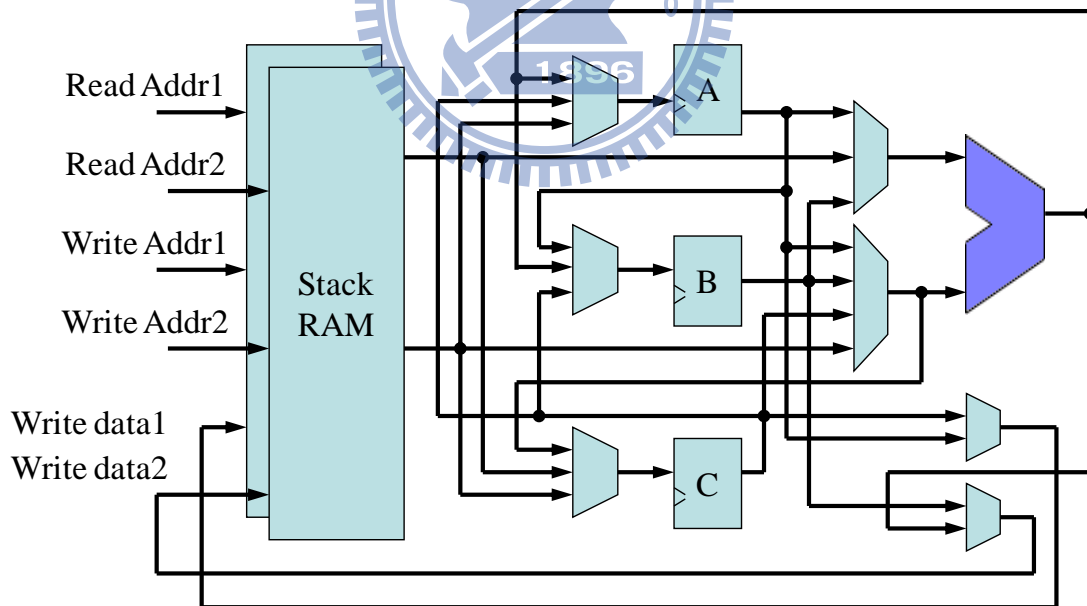 Read Addr1
Read Addr2
Write Addr1
Write Addr2
Write data1
Write data2
Stack
RAM
1896
A
B
C